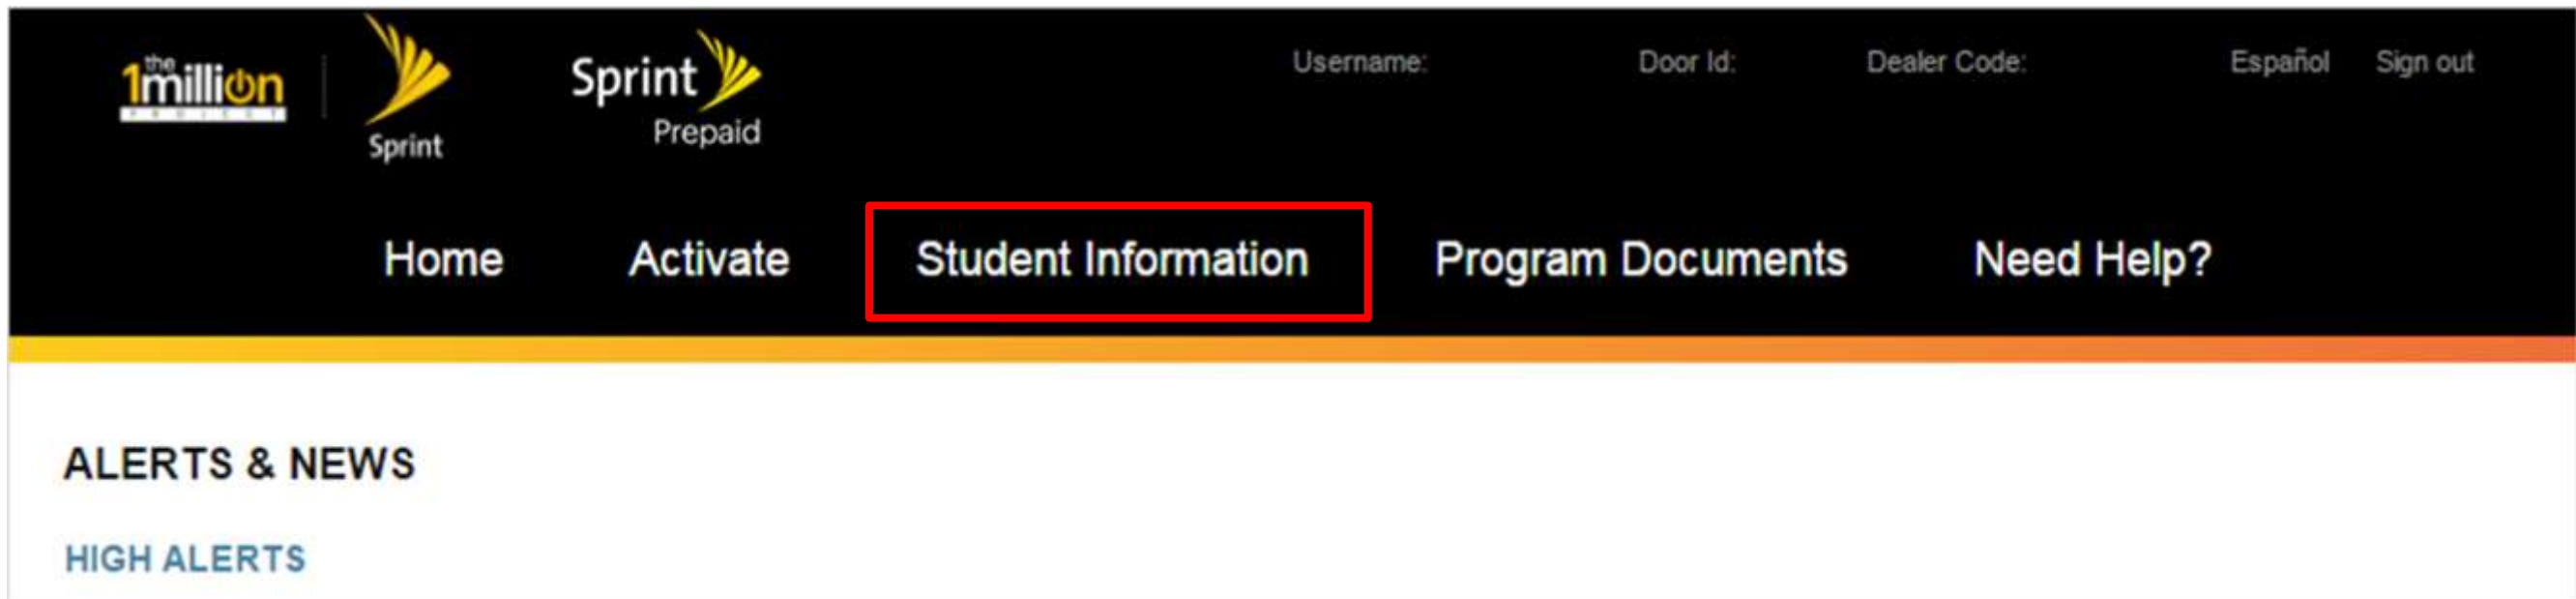 the
1million
PROJECT
Sprint
Sprint
Prepaid
Username: Door Id: Dealer Code: Español Sign out
Home Activate Student Information Program Documents Need Help?
ALERTS & NEWS
HIGH ALERTS